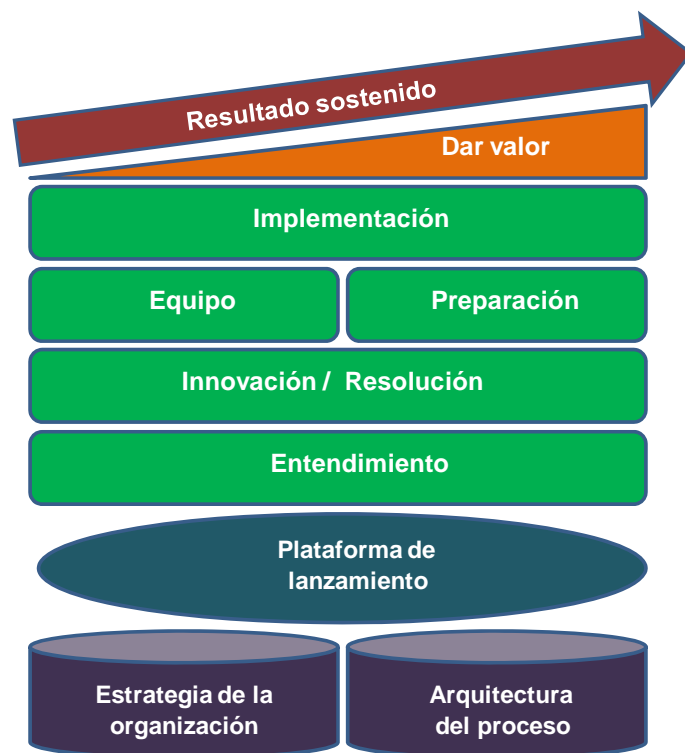 Resultado sostenido
Dar valor
Implementación
Equipo
Preparación
Innovación / Resolución
Entendimiento
Plataforma de
lanzamiento
Estrategia de la
organización
Arquitectura
del proceso